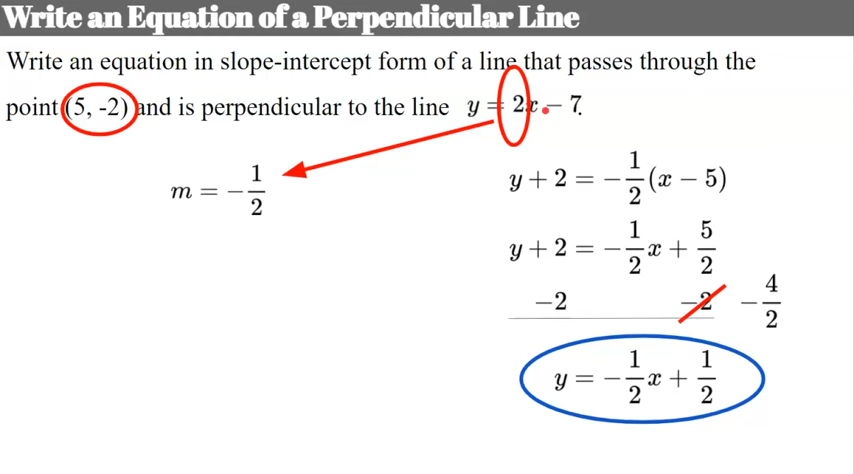 Write an Equation of a Perpendicular Line
Write an equation in slope-intercept form of a line that passes through the
point (5, -2) and is perpendicular to the line y = 2x − 7.
m = −1/2
y + 2 = −1/2(x − 5)
y + 2 = −1/2x + 5/2
−2 −2 −4/2
y = −1/2x + 1/2